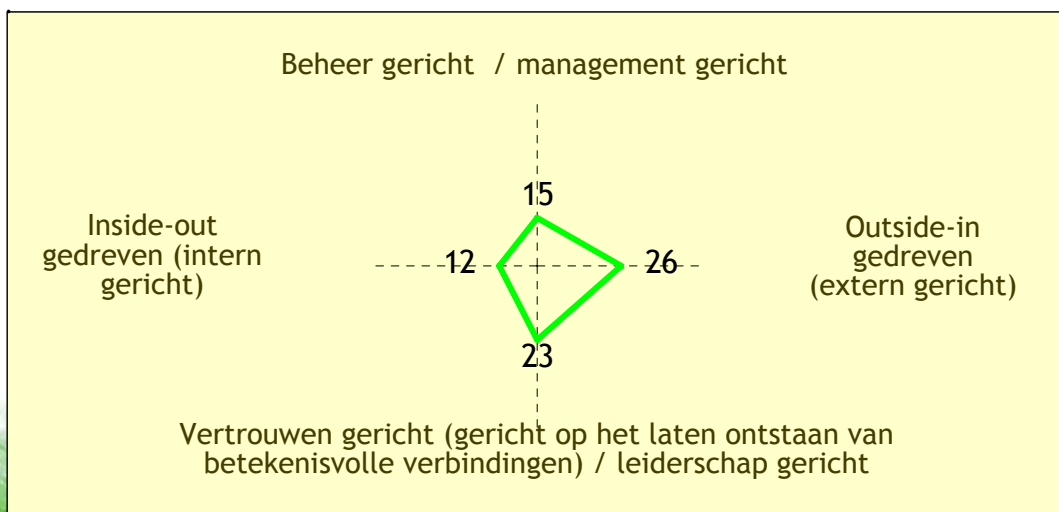 Beheer gericht / management gericht
15
Inside-out
gedreven (intern
gericht)
12
26
Outside-in
gedreven
(extern gericht)
23
Vertrouwen gericht (gericht op het laten ontstaan van
betekenisvolle verbindingen) / leiderschap gericht